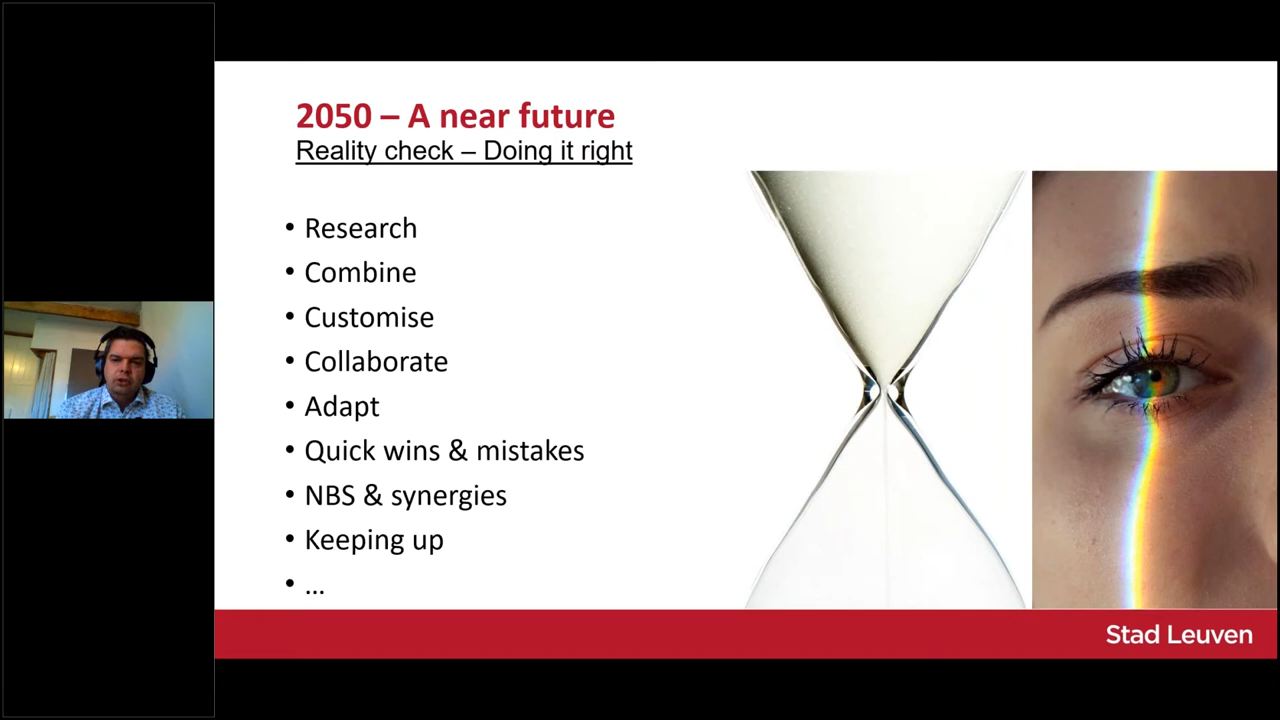 2050 – A near future
Reality check – Doing it right
• Research
• Combine
• Customise
• Collaborate
• Adapt
• Quick wins & mistakes
• NBS & synergies
• Keeping up
• ...
Stad Leuven